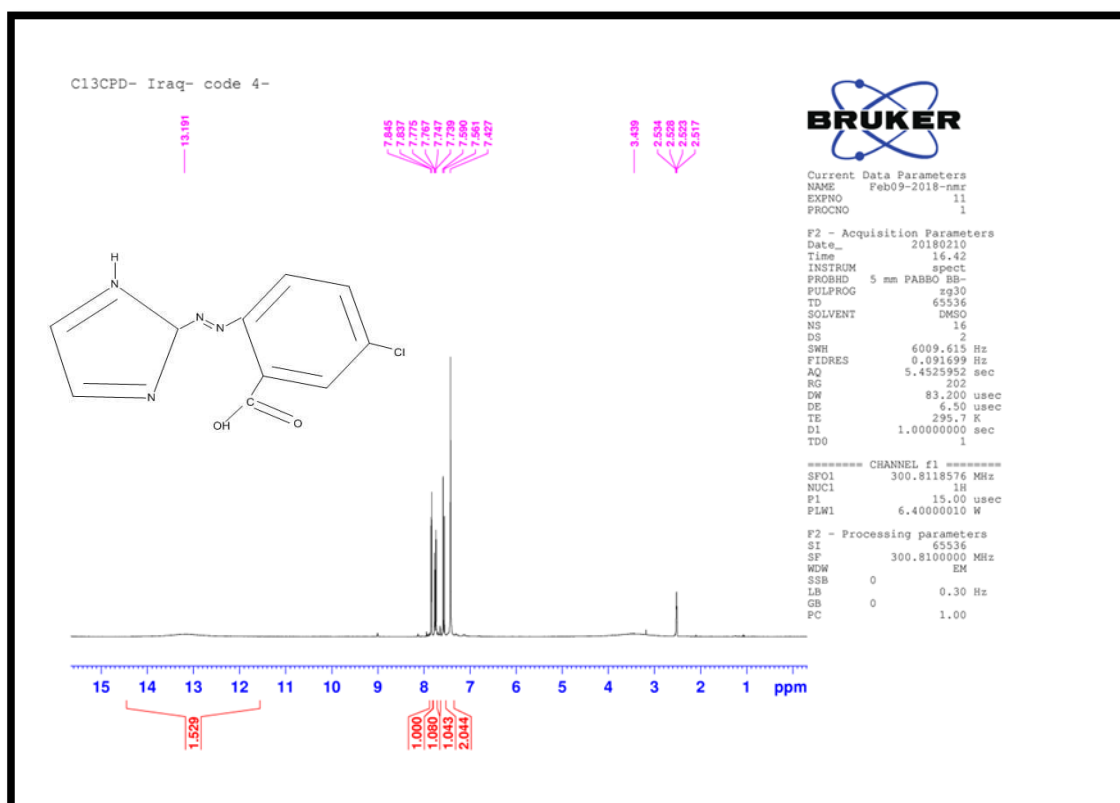 C13CPD- Iraq- code 4-
13.191
7.845
7.837
7.775
7.767
7.747
7.739
7.590
7.561
7.427
3.439
2.534
2.528
2.523
2.517
BRUKER
Current Data Parameters
NAME Feb09-2018-nmr
EXPNO 11
PROCNO 1
F2 - Acquisition Parameters
Date_ 20180210
Time 16.42
INSTRUM spect
PROBHD 5 mm PABBO BB-
PULPROG zg30
TD 65536
SOLVENT DMSO
NS 16
DS 2
SWH 6009.615 Hz
FIDRES 0.091699 Hz
AQ 5.4525952 sec
RG 202
DW 83.200 usec
DE 6.50 usec
TE 295.7 K
D1 1.00000000 sec
TD0 1
======== CHANNEL f1 ========
SFO1 300.8118576 MHz
NUC1 1H
P1 15.00 usec
PLW1 6.40000010 W
F2 - Processing parameters
SI 65536
SF 300.8100000 MHz
WDW EM
SSB 0
LB 0.30 Hz
GB 0
PC 1.00
H
N
N
N
N
Cl
C
OH
O
15 14 13 12 11 10 9 8 7 6 5 4 3 2 1 ppm
1.529
1.000
1.080
1.043
2.044